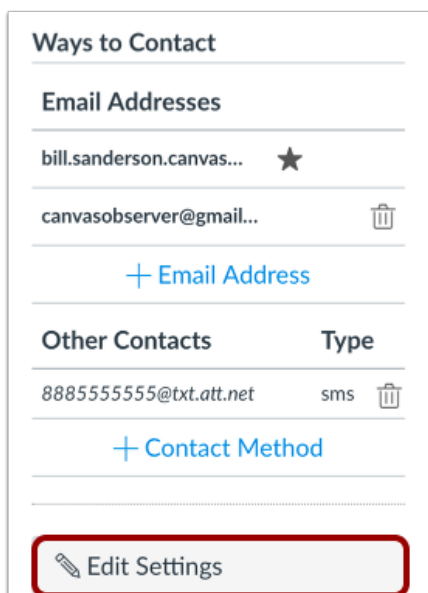 Ways to Contact
Email Addresses
bill.sanderson.canvas...
canvasobserver@gmail...
+ Email Address
Other Contacts Type
8885555555@txt.att.net sms
+ Contact Method
Edit Settings